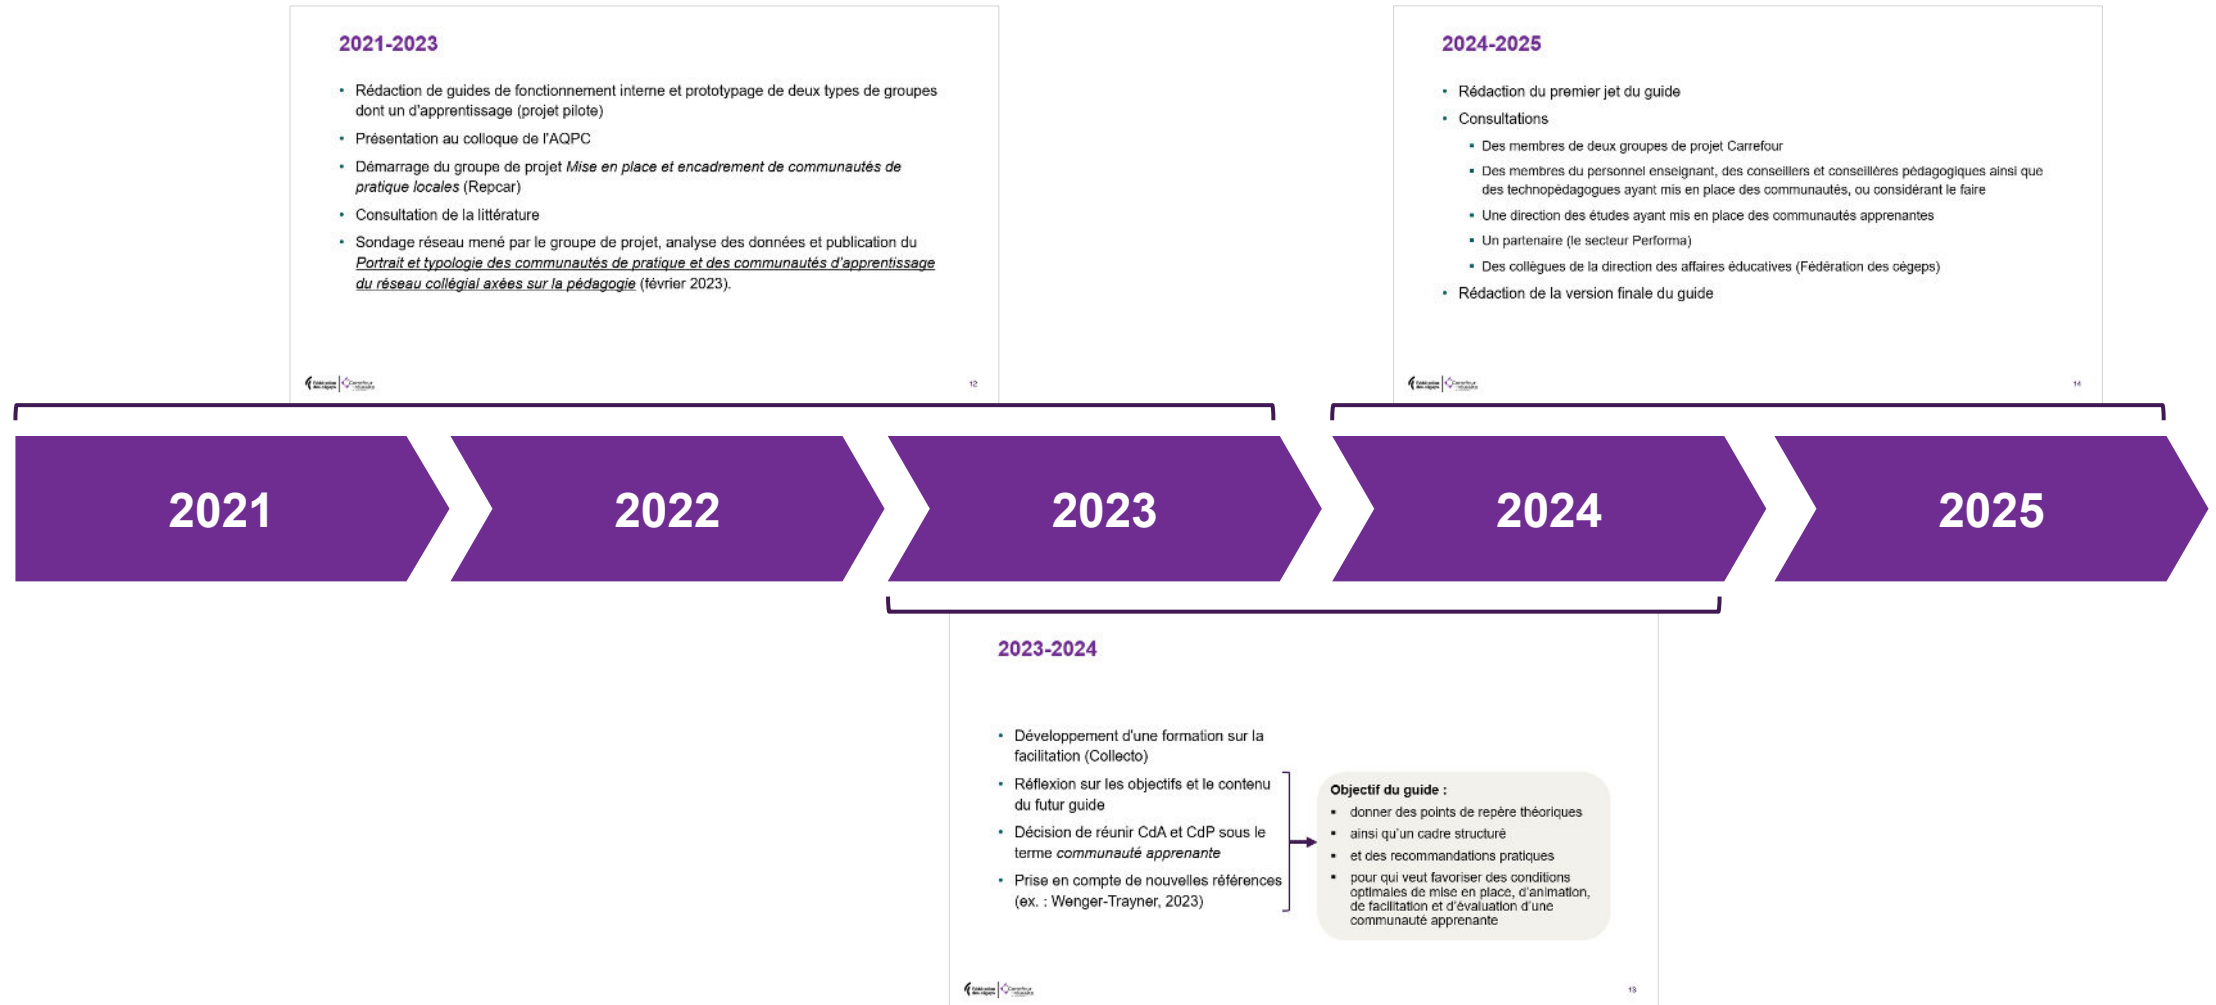 2021-2023
• Rédaction de guides de fonctionnement interne et prototypage de deux types de groupes
dont un d'apprentissage (projet pilote)
• Présentation au colloque de l'AQPC
• Démarrage du groupe de projet Mise en place et encadrement de communautés de
pratique locales (Repcar)
• Consultation de la littérature
• Sondage réseau mené par le groupe de projet, analyse des données et publication du
Portrait et typologie des communautés de pratique et des communautés d'apprentissage
du réseau collégial axées sur la pédagogie (février 2023).
Fédération des cégeps
Carrefour
12
2024-2025
• Rédaction du premier jet du guide
• Consultations
▪ Des membres de deux groupes de projet Carrefour
▪ Des membres du personnel enseignant, des conseillers et conseillères pédagogiques ainsi que
des technopédagogues ayant mis en place des communautés, ou considérant le faire
▪ Une direction des études ayant mis en place des communautés apprenantes
▪ Un partenaire (le secteur Performa)
▪ Des collègues de la direction des affaires éducatives (Fédération des cégeps)
• Rédaction de la version finale du guide
Fédération des cégeps
Carrefour
14
2021
2022
2023
2024
2025
2023-2024
• Développement d'une formation sur la
facilitation (Collecto)
• Réflexion sur les objectifs et le contenu
du futur guide
• Décision de réunir CdA et CdP sous le
terme communauté apprenante
• Prise en compte de nouvelles références
(ex. : Wenger-Trayner, 2023)
Objectif du guide :
▪ donner des points de repère théoriques
▪ ainsi qu'un cadre structuré
▪ et des recommandations pratiques
▪ pour qui veut favoriser des conditions
optimales de mise en place, d'animation,
de facilitation et d'évaluation d'une
communauté apprenante
Fédération des cégeps
Carrefour
13